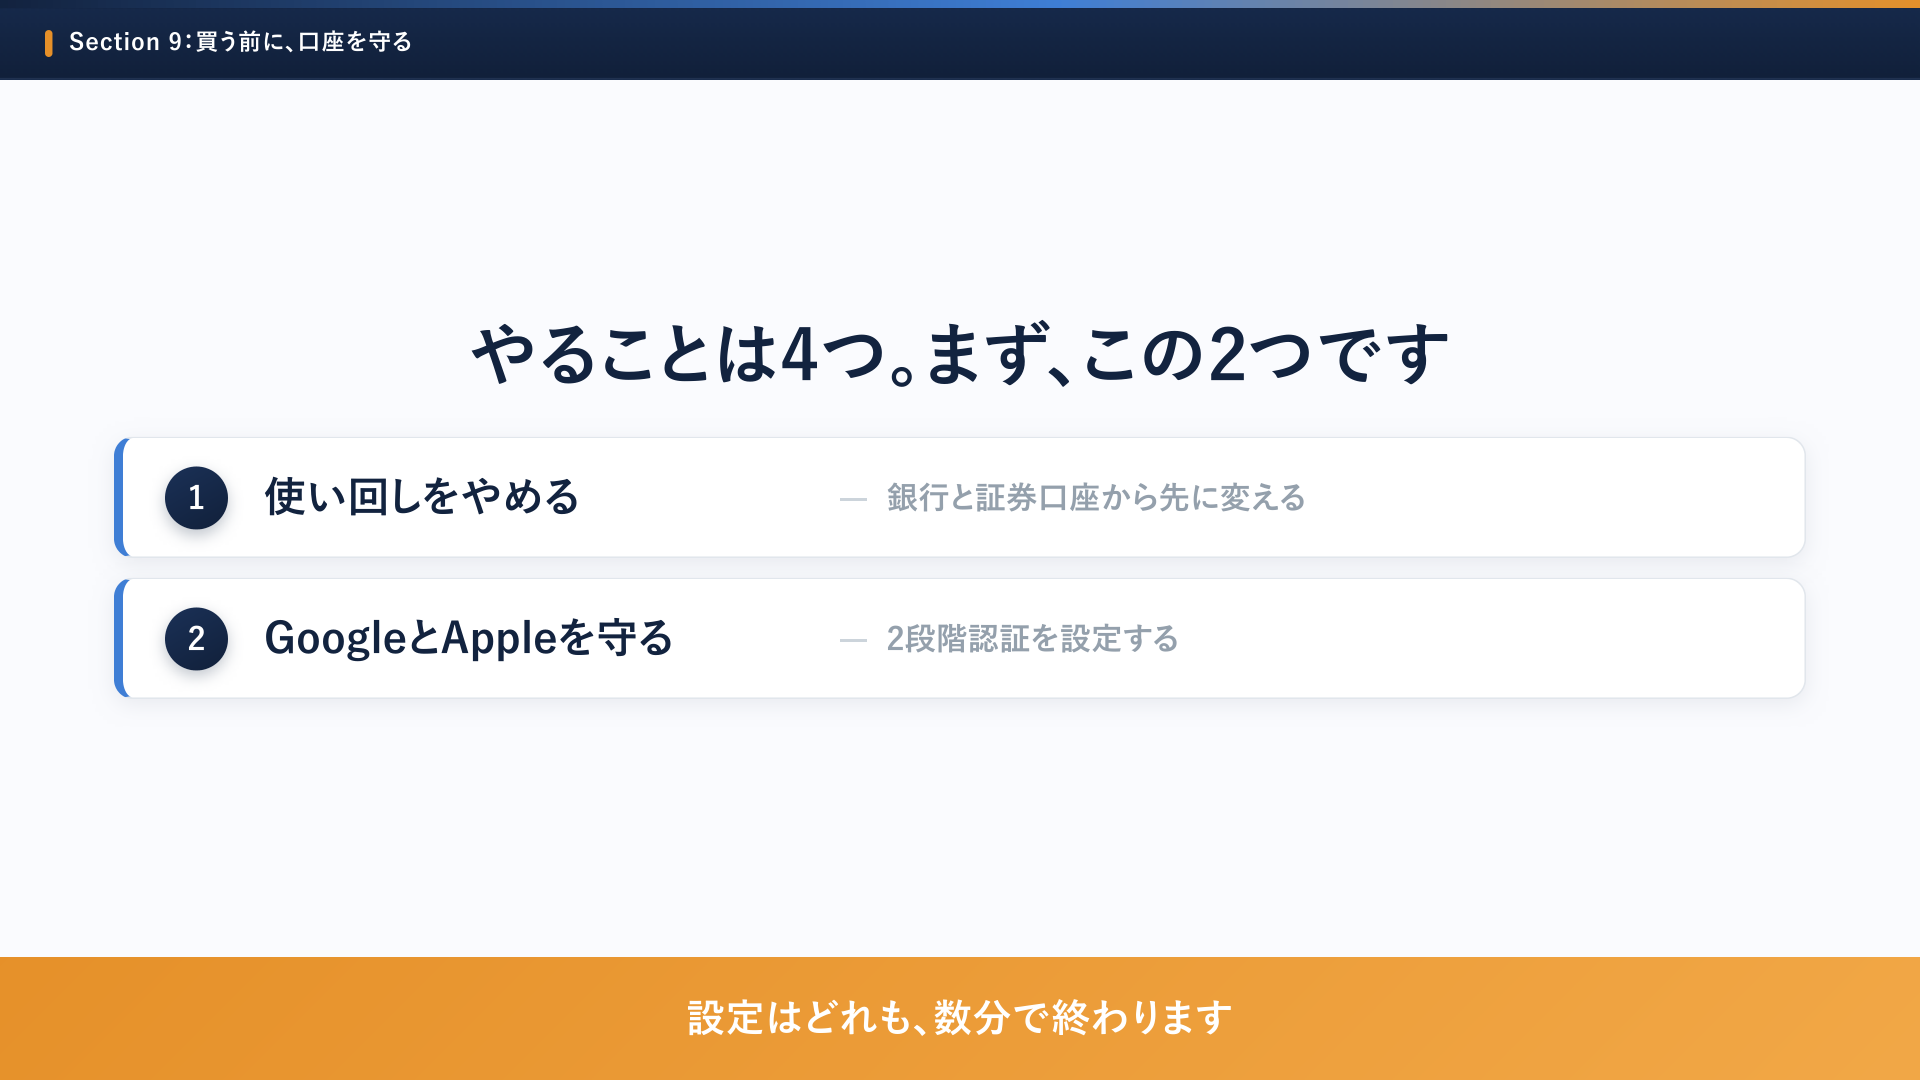 Section 9：買う前に、口座を守る
やることは4つ。まず、この2つです
1 使い回しをやめる — 銀行と証券口座から先に変える
2 GoogleとAppleを守る — 2段階認証を設定する
設定はどれも、数分で終わります